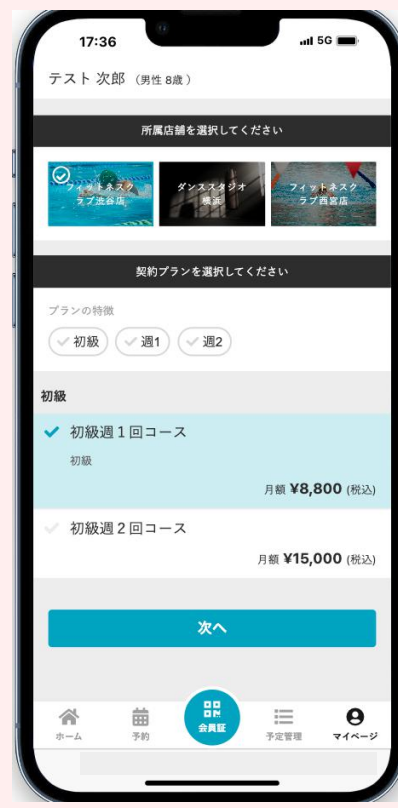 17:36
5G
テスト 次郎 (男性 8歳 )
所属店舗を選択してください
フィットネスク
ラブ渋谷店
ダンススタジオ
横浜
フィットネスク
ラブ西宮店
契約プランを選択してください
プランの特徴
初級
週1
週2
初級
初級週1回コース
初級
月額 ¥8,800 (税込)
初級週2回コース
月額 ¥15,000 (税込)
次へ
ホーム
予約
会員証
予定管理
マイページ